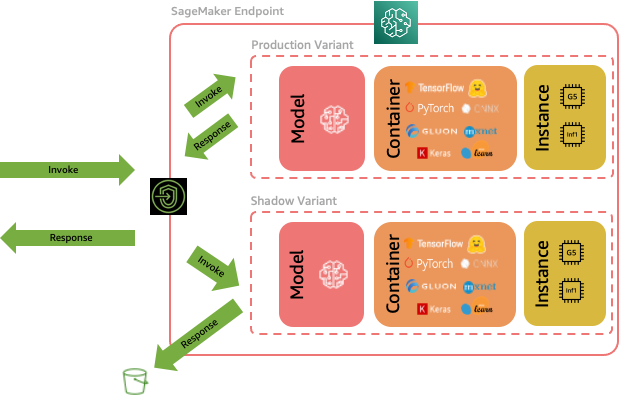 SageMaker Endpoint
Production Variant
Invoke
Response
Model
Container
TensorFlow
PyTorch
ONNX
GLUON
mxnet
Keras
learn
Instance
G5
Inf1
Invoke
Response
Shadow Variant
Invoke
Response
Model
Container
TensorFlow
PyTorch
ONNX
GLUON
mxnet
Keras
learn
Instance
G5
Inf1